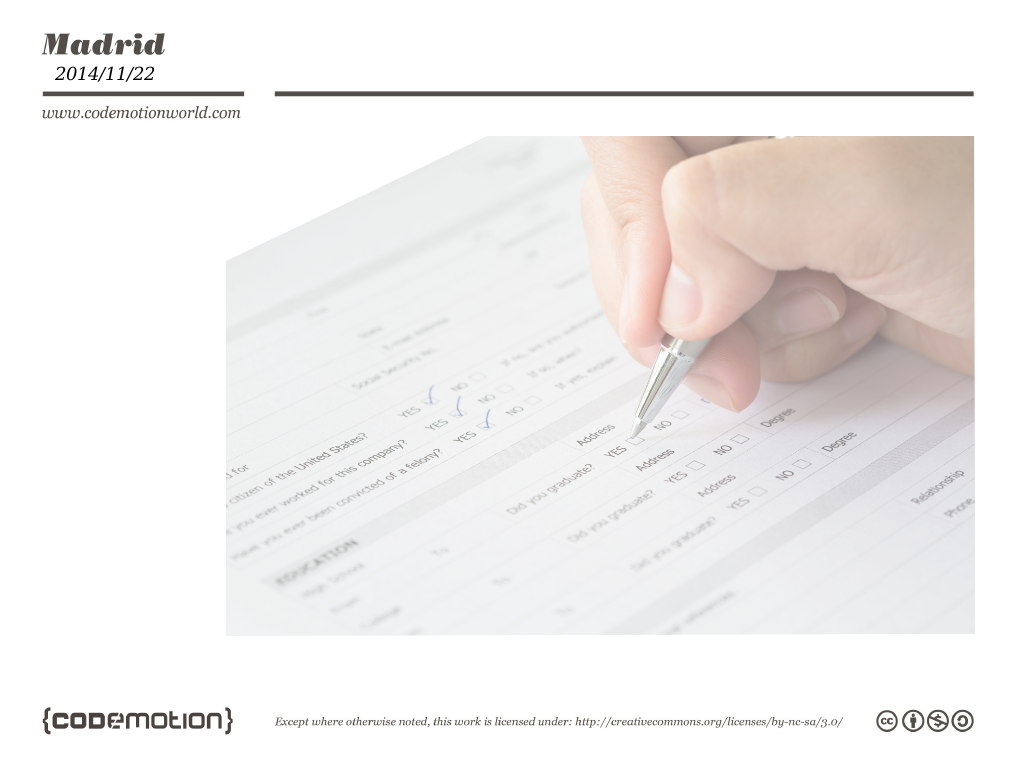 Madrid
2014/11/22
www.codemotionworld.com
Social Security No.
YES NO If no, are you
citizen of the United States? YES NO If so, when?
you ever worked for this company? YES NO If yes, explain
have you ever been convicted of a felony?
EDUCATION
High School
To
Address
Did you graduate? YES NO
From
College
To
Address
Did you graduate? YES NO Degree
To
Address
Did you graduate? YES NO Degree
Relationship
Phone
{codemotion}
Except where otherwise noted, this work is licensed under: http://creativecommons.org/licenses/by-nc-sa/3.0/
cc